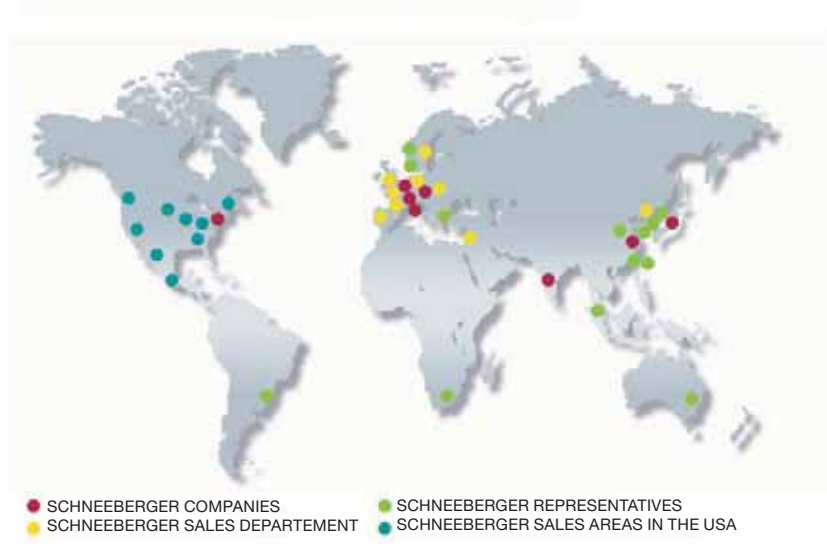 SCHNEEBERGER COMPANIES
SCHNEEBERGER SALES DEPARTEMENT
SCHNEEBERGER REPRESENTATIVES
SCHNEEBERGER SALES AREAS IN THE USA